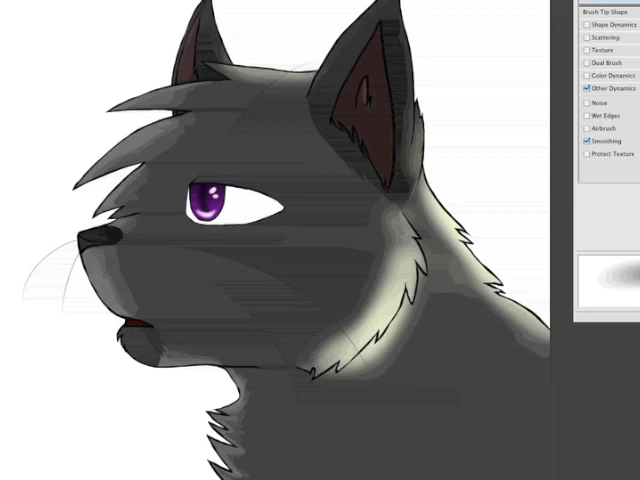 Brush Tip Shape
Shape Dynamics
Scattering
Texture
Dual Brush
Color Dynamics
Other Dynamics
Noise
Wet Edges
Airbrush
Smoothing
Protect Texture